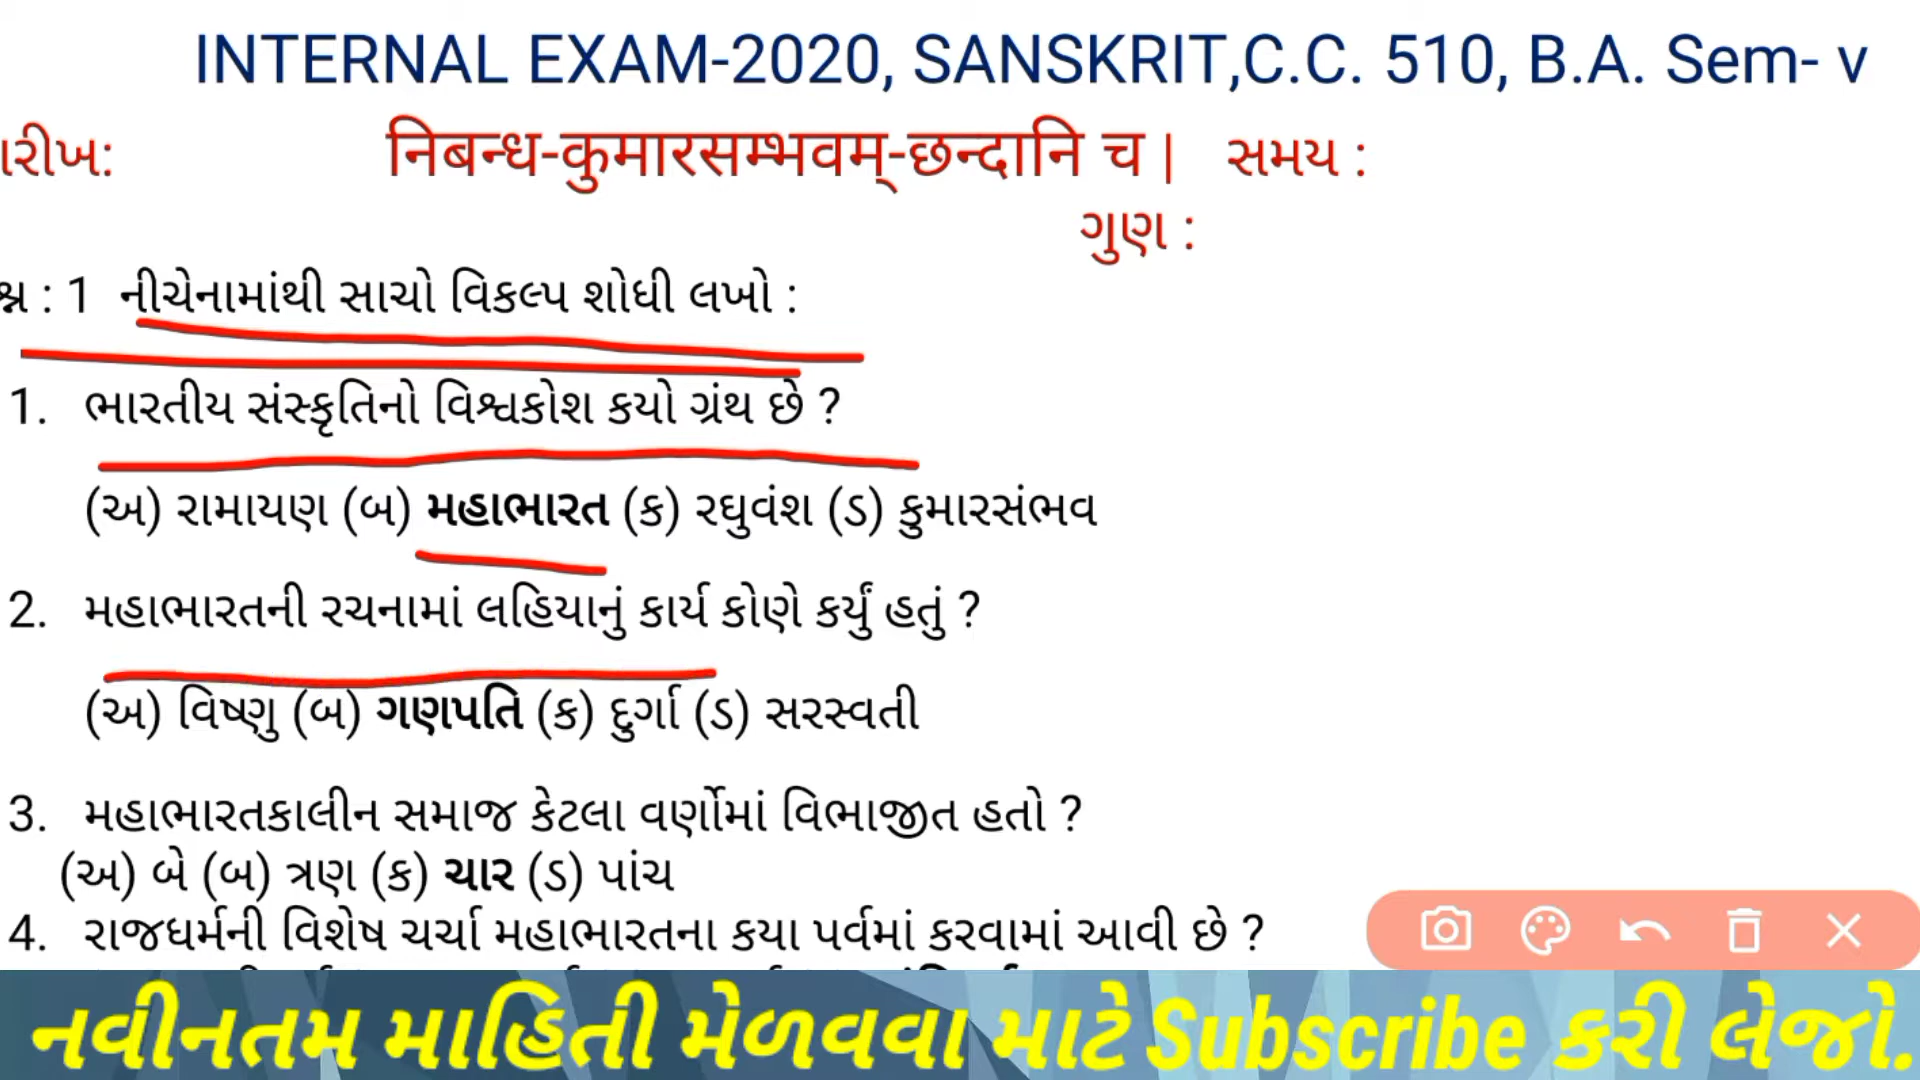 INTERNAL EXAM-2020, SANSKRIT,C.C. 510, B.A. Sem- v
નિबन्ध-कुमारसम्भवम्-छन्दानि च | સમય :
ગુણ :
: 1 નીચેનામાંથી સાચો વિકલ્પ શોધી લખો :
1. ભારતીય સંસ્કૃતિનો વિશ્વકોશ કયો ગ્રંથ છે ?
(અ) રામાયણ (બ) મહાભારત (ક) રઘુવંશ (ડ) કુમારસંભવ
2. મહાભારતની રચનામાં લહિયાનું કાર્ય કોણે કર્યું હતું ?
(અ) વિષ્ણુ (બ) ગણપતિ (ક) દુર્ગા (ડ) સરસ્વતી
3. મહાભારતકાલીન સમાજ કેટલા વર્ણોમાં વિભાજીત હતો ?
(અ) બે (બ) ત્રણ (ક) ચાર (ડ) પાંચ
4. રાજધર્મની વિશેષ ચર્ચા મહાભારતના કયા પર્વમાં કરવામાં આવી છે ?
નવીનતમ માહિતી મેળવવા માટે Subscribe કરી લેજો.